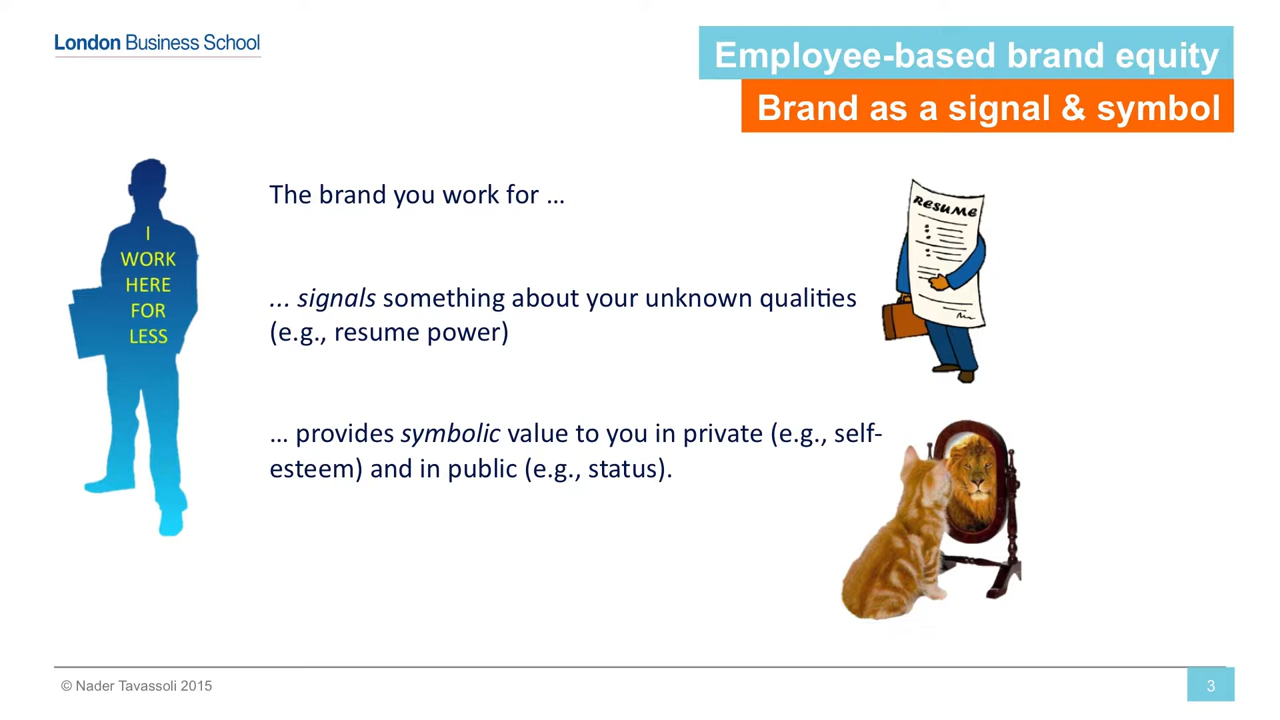 London Business School
Employee-based brand equity
Brand as a signal & symbol
I
WORK
HERE
FOR
LESS
The brand you work for …
... signals something about your unknown qualities
(e.g., resume power)
RESUME
… provides symbolic value to you in private (e.g., self-
esteem) and in public (e.g., status).
© Nader Tavassoli 2015
3